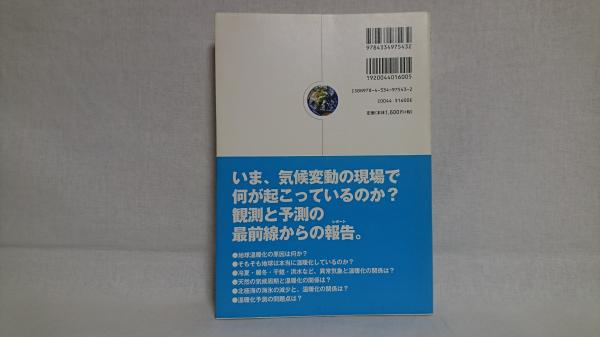 9784334975432
1920044016005
ISBN978-4-334-97543-2
C0044 ¥1600E
定価(本体1,600円+税)
いま、気候変動の現場で
何が起こっているのか?
観測と予測の
レポート
最前線からの報告。
●地球温暖化の原因は何か?
●そもそも地球は本当に温暖化しているのか?
●冷夏・暖冬・干魃・洪水など、異常気象と温暖化の関係は?
●天然の気候周期と温暖化の関係は?
●北極海の海氷の減少と、温暖化の関係は?
●温暖化予測の問題点は?